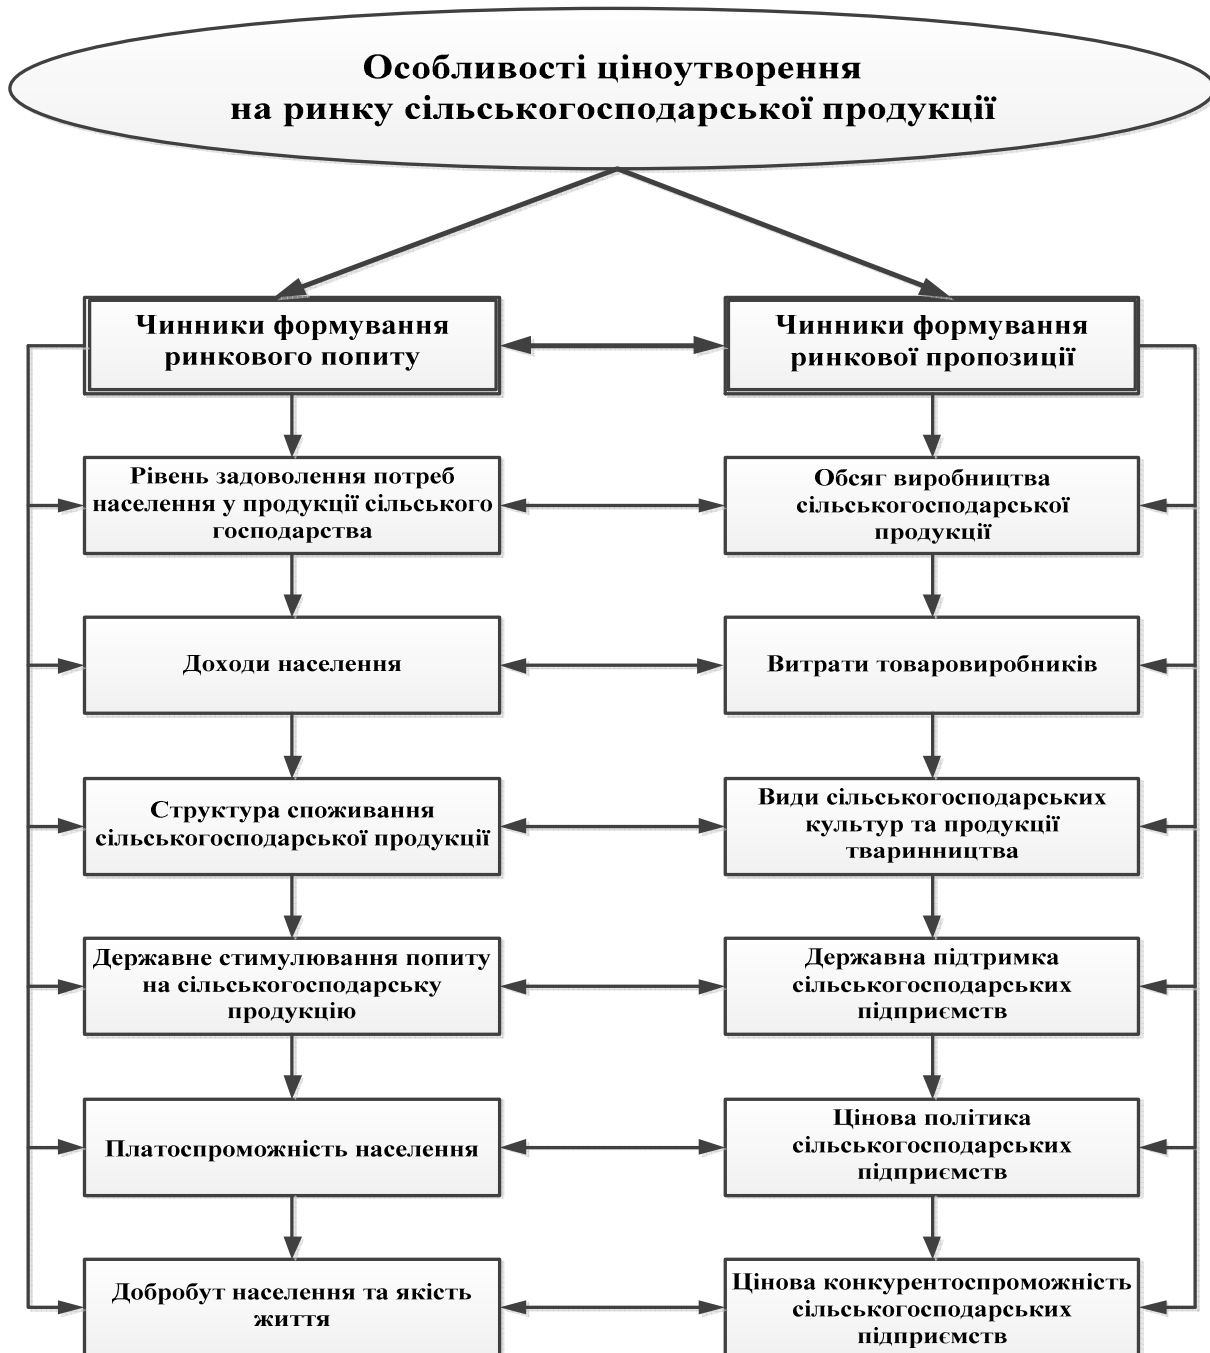 Особливості ціноутворення
на ринку сільськогосподарської продукції
Чинники формування
ринкового попиту
Чинники формування
ринкової пропозиції
Рівень задоволення потреб
населення у продукції сільського
господарства
Обсяг виробництва
сільськогосподарської
продукції
Доходи населення
Витрати товаровиробників
Структура споживання
сільськогосподарської продукції
Види сільськогосподарських
культур та продукції
тваринництва
Державне стимулювання попиту
на сільськогосподарську
продукцію
Державна підтримка
сільськогосподарських
підприємств
Платоспроможність населення
Цінова політика
сільськогосподарських
підприємств
Добробут населення та якість
життя
Цінова конкурентоспроможність
сільськогосподарських
підприємств